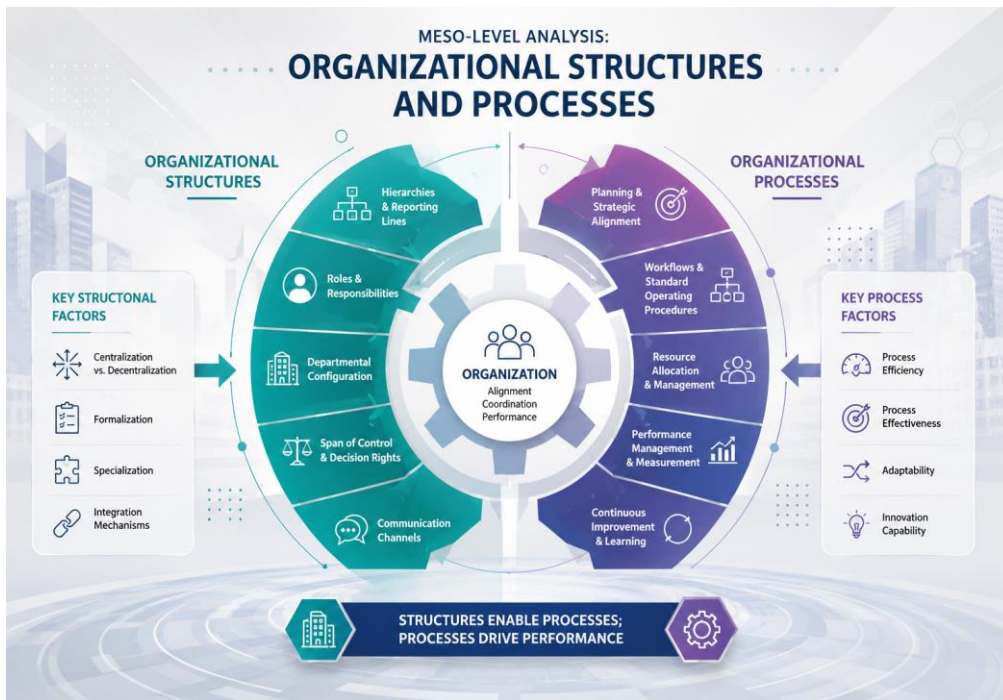 MESO-LEVEL ANALYSIS:
ORGANIZATIONAL STRUCTURES
AND PROCESSES
ORGANIZATIONAL
STRUCTURES
Hierarchies
& Reporting
Lines
Roles &
Responsibilities
Departmental
Configuration
Span of Control
& Decision Rights
Communication
Channels
ORGANIZATIONAL
PROCESSES
Planning &
Strategic
Alignment
Workflows &
Standard
Operating
Procedures
Resource
Allocation
& Management
Performance
Management
& Measurement
Continuous
Improvement
& Learning
KEY STRUCTONAL
FACTORS
Centralization
vs. Decentralization
Formalization
Specialization
Integration
Mechanisms
ORGANIZATION
Alignment
Coordination
Performance
KEY PROCESS
FACTORS
Process
Efficiency
Process
Effectiveness
Adaptability
Innovation
Capability
STRUCTURES ENABLE PROCESSES;
PROCESSES DRIVE PERFORMANCE